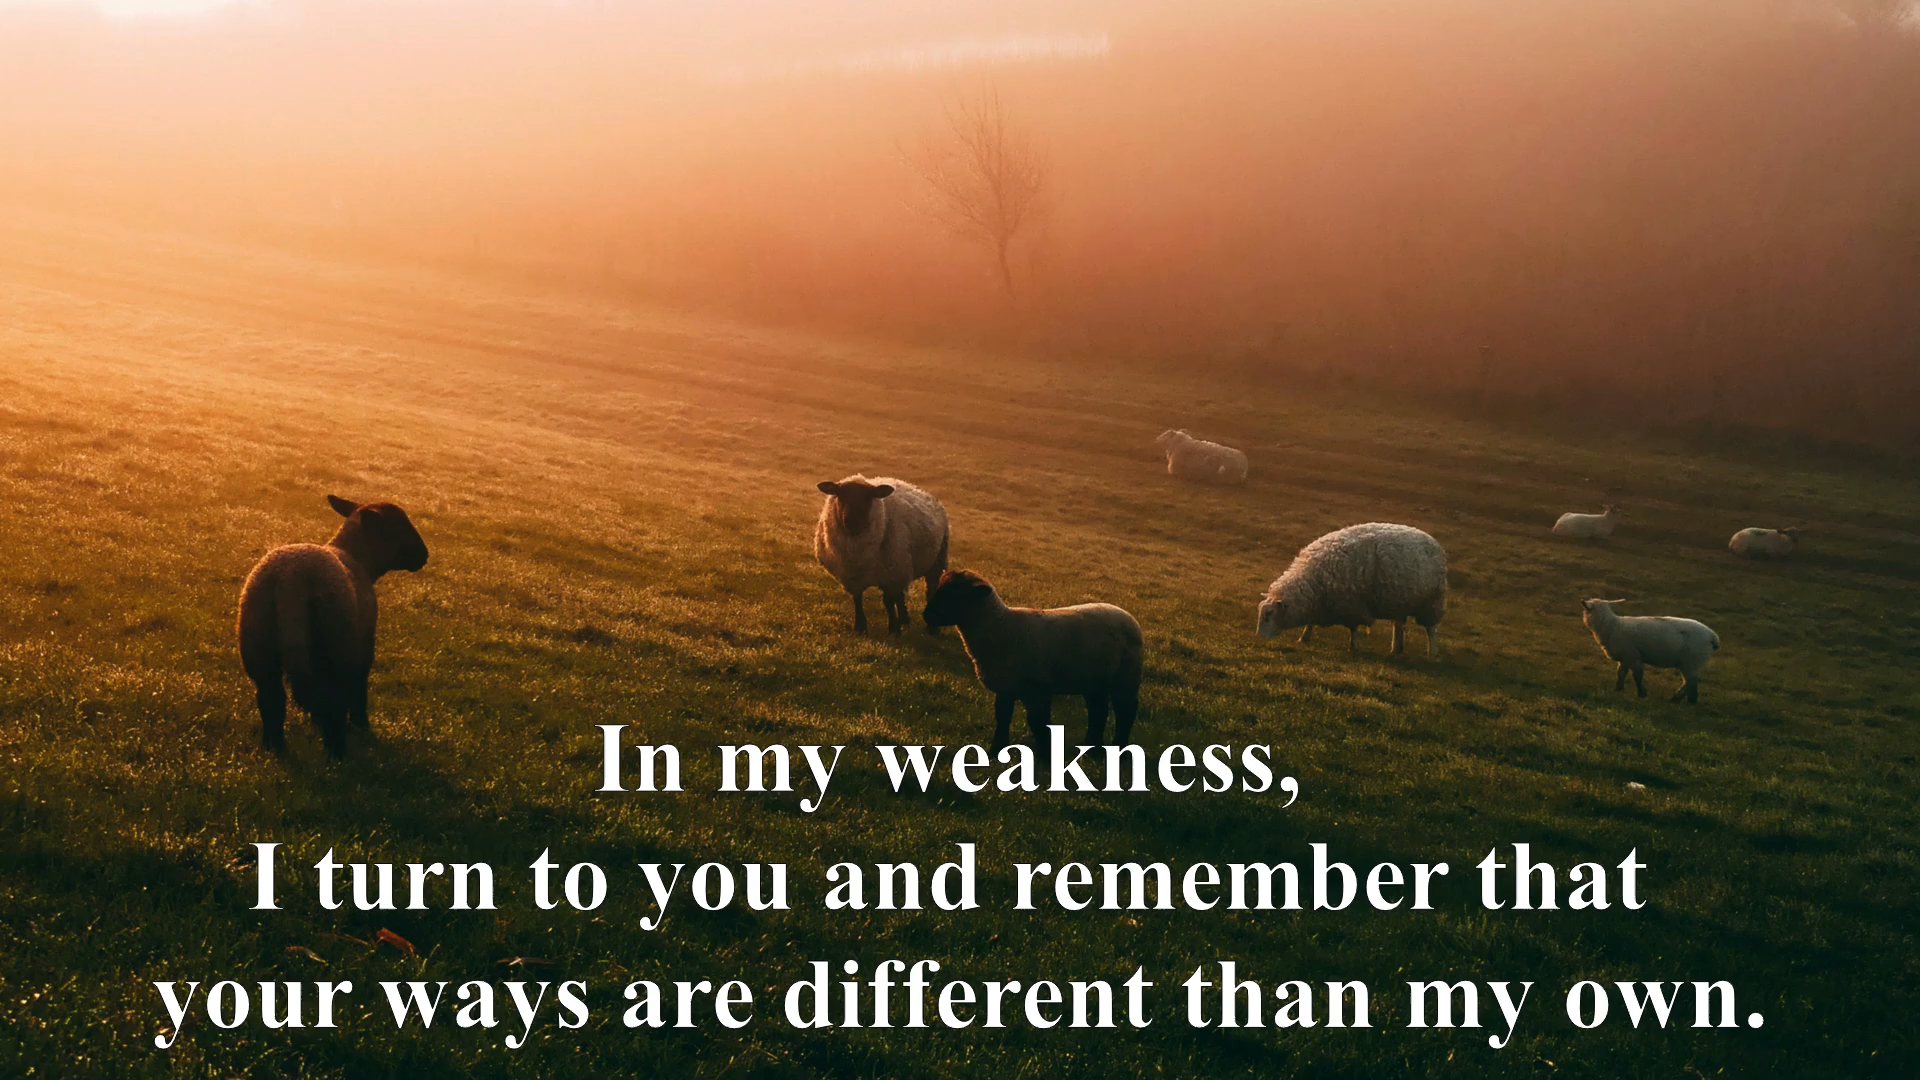 In my weakness,
I turn to you and remember that
your ways are different than my own.